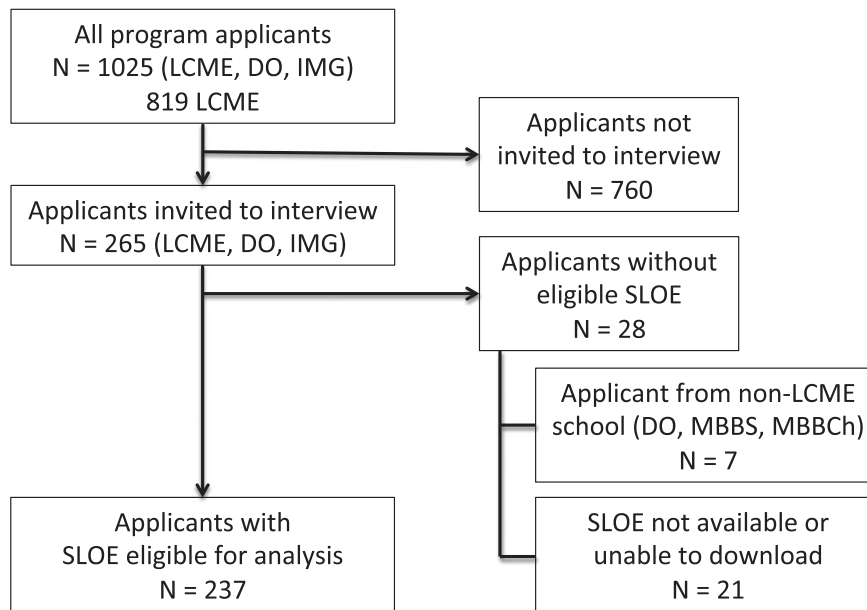 All program applicants
N = 1025 (LCME, DO, IMG)
819 LCME
Applicants not
invited to interview
N = 760
Applicants invited to interview
N = 265 (LCME, DO, IMG)
Applicants without
eligible SLOE
N = 28
Applicant from non-LCME
school (DO, MBBS, MBBCh)
N = 7
Applicants with
SLOE eligible for analysis
N = 237
SLOE not available or
unable to download
N = 21